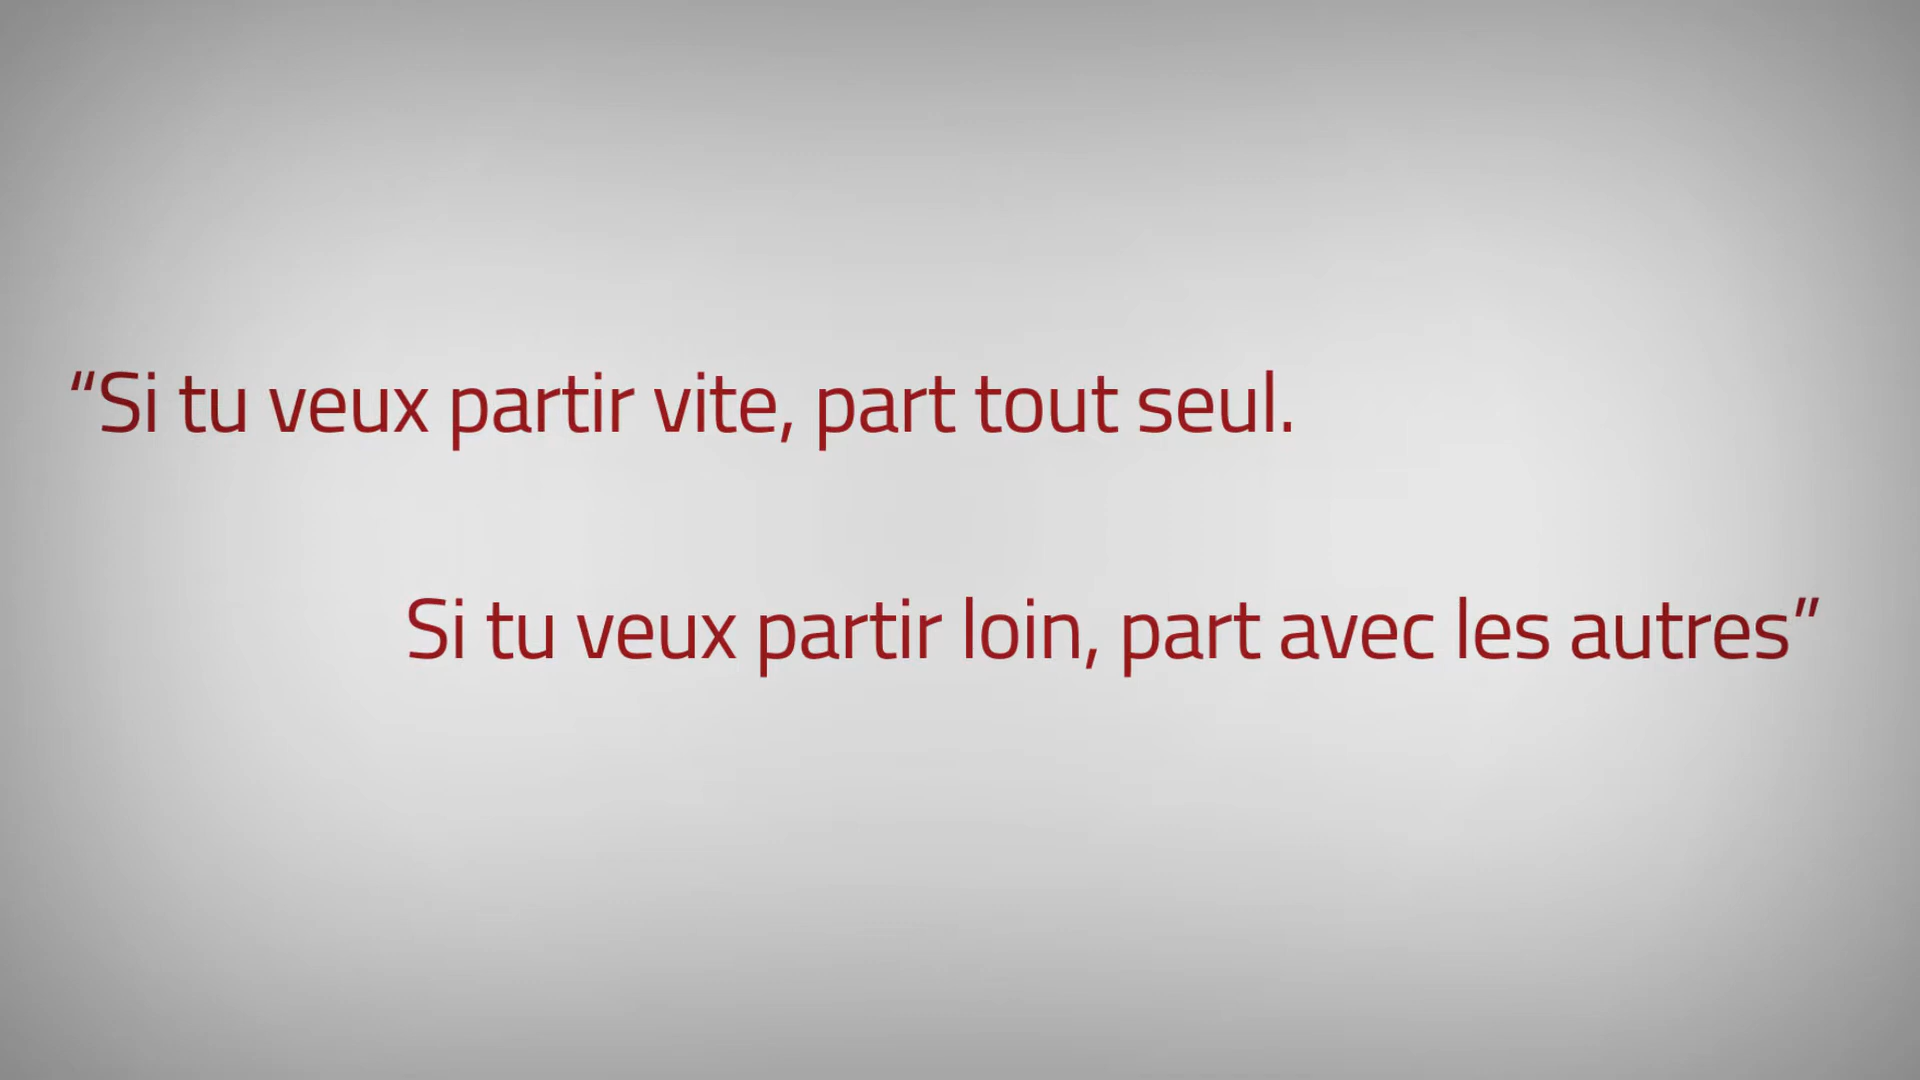 “Si tu veux partir vite, part tout seul.
Si tu veux partir loin, part avec les autres”